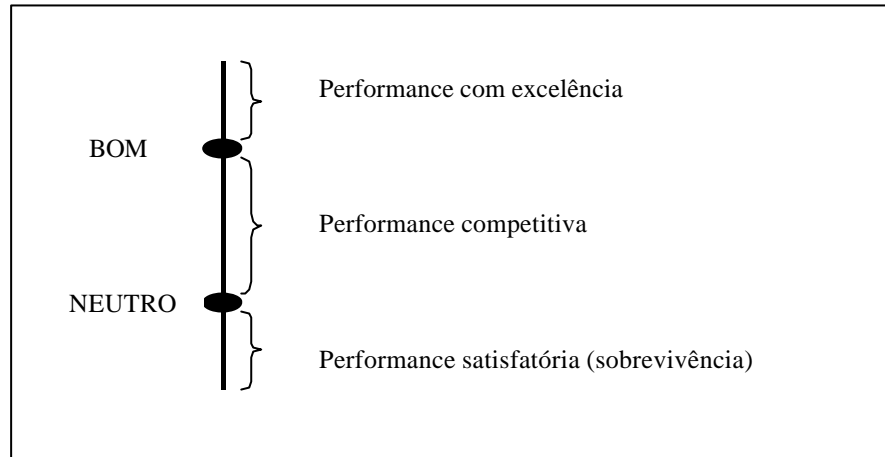 Performance com excelência
BOM
Performance competitiva
NEUTRO
Performance satisfatória (sobrevivência)